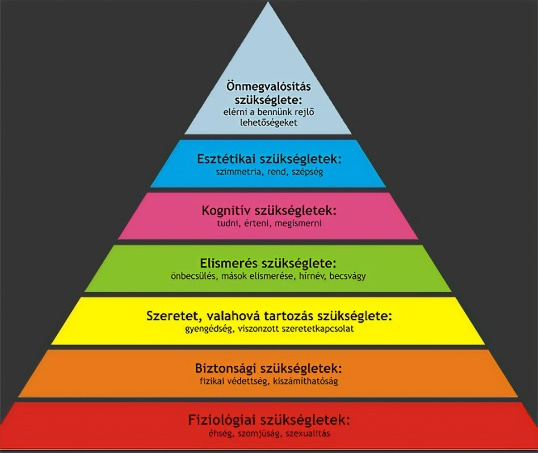 Önmegvalósítás
szükséglete:
elérni a bennünk rejlő
lehetőségeket
Esztétikai szükségletek:
szimmetria, rend, szépség
Kognitív szükségletek:
tudni, érteni, megismerni
Elismerés szükséglete:
önbecsülés, mások elismerése, hírnév, becsvágy
Szeretet, valahová tartozás szükséglete:
gyengédség, viszonzott szeretetkapcsolat
Biztonsági szükségletek:
fizikai védettség, kiszámíthatóság
Fiziológiai szükségletek:
éhség, szomjúság, szexualitás